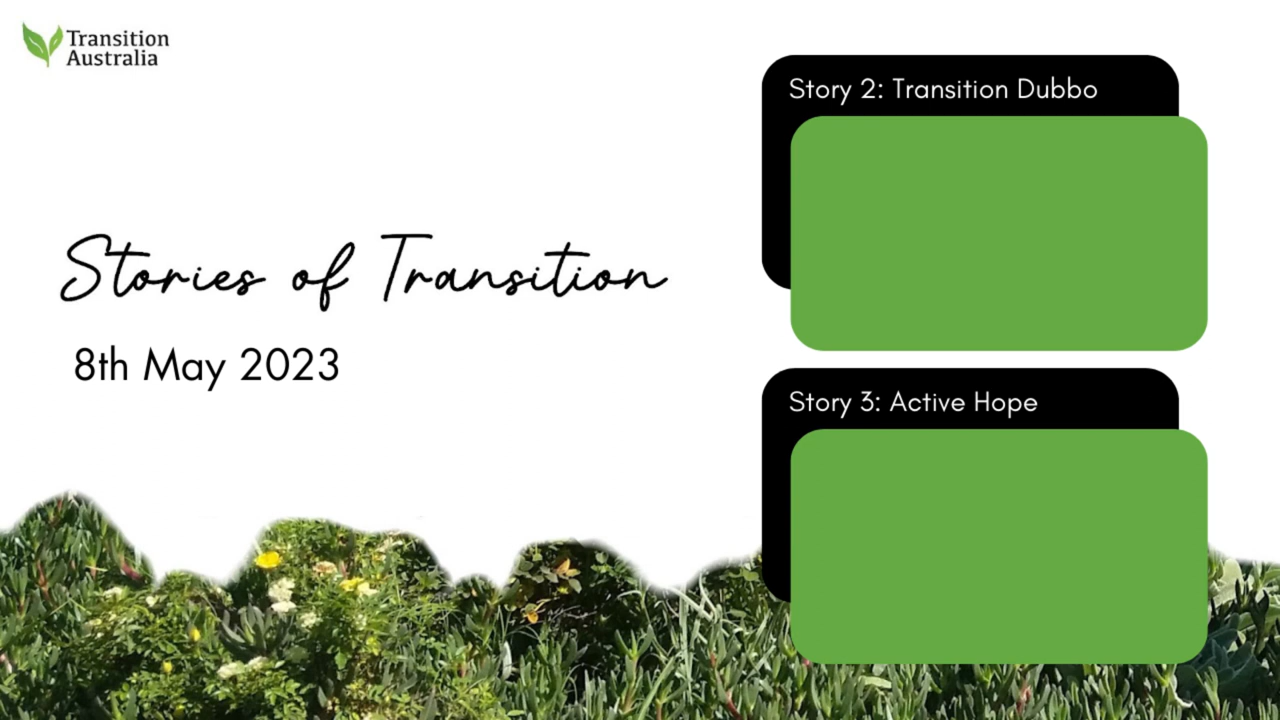 Transition
Australia
Stories of Transition
8th May 2023
Story 2: Transition Dubbo
Story 3: Active Hope